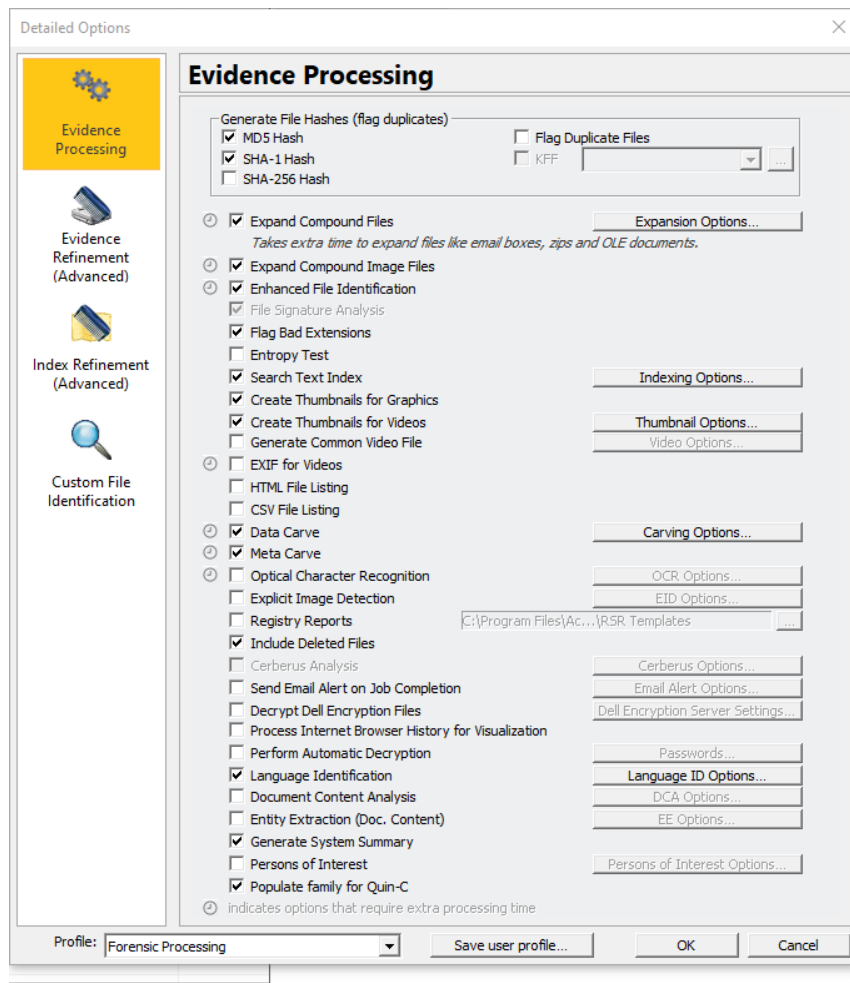 Detailed Options
Evidence
Processing
Evidence
Refinement
(Advanced)
Index Refinement
(Advanced)
Custom File
Identification
Evidence Processing
Generate File Hashes (flag duplicates)
MD5 Hash
Flag Duplicate Files
SHA-1 Hash
KFF
...
SHA-256 Hash
Expand Compound Files
Expansion Options...
Takes extra time to expand files like email boxes, zips and OLE documents.
Expand Compound Image Files
Enhanced File Identification
File Signature Analysis
Flag Bad Extensions
Entropy Test
Search Text Index
Indexing Options...
Create Thumbnails for Graphics
Create Thumbnails for Videos
Thumbnail Options...
Generate Common Video File
Video Options...
EXIF for Videos
HTML File Listing
CSV File Listing
Data Carve
Carving Options...
Meta Carve
Optical Character Recognition
OCR Options...
Explicit Image Detection
EID Options...
Registry Reports
C:\Program Files\Ac...\RSR Templates
...
Include Deleted Files
Cerberus Analysis
Cerberus Options...
Send Email Alert on Job Completion
Email Alert Options...
Decrypt Dell Encryption Files
Dell Encryption Server Settings...
Process Internet Browser History for Visualization
Perform Automatic Decryption
Passwords...
Language Identification
Language ID Options...
Document Content Analysis
DCA Options...
Entity Extraction (Doc. Content)
EE Options...
Generate System Summary
Persons of Interest
Persons of Interest Options...
Populate family for Quin-C
indicates options that require extra processing time
Profile:
Forensic Processing
Save user profile...
OK
Cancel